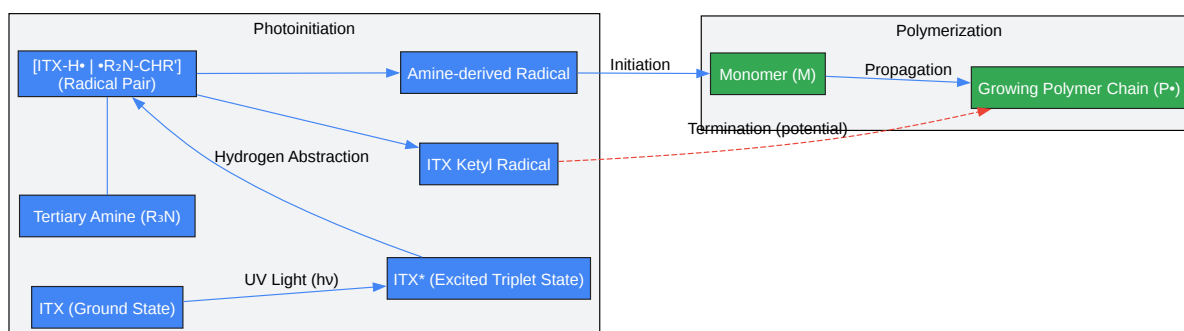 Photoinitiation
[ITX-H• | •R₂N-CHR']
(Radical Pair)
Amine-derived Radical
Hydrogen Abstraction
ITX Ketyl Radical
Tertiary Amine (R₃N)
UV Light (hν)
ITX* (Excited Triplet State)
ITX (Ground State)
Initiation
Polymerization
Monomer (M)
Propagation
Growing Polymer Chain (P•)
Termination (potential)